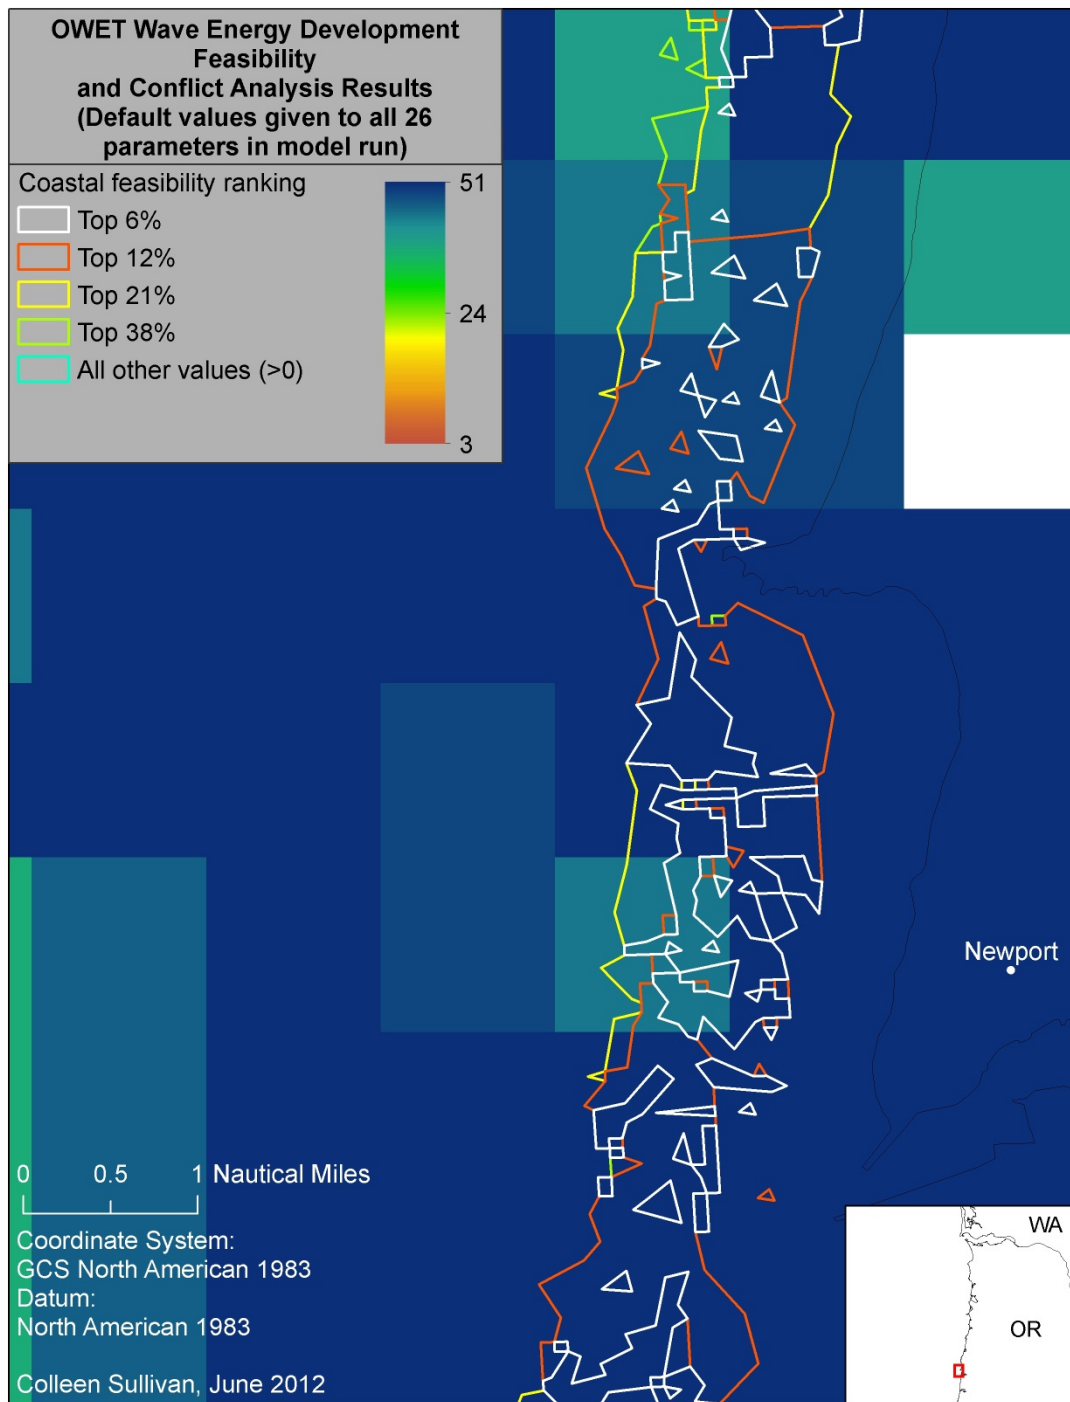 OWET Wave Energy Development
Feasibility
and Conflict Analysis Results
(Default values given to all 26
parameters in model run)
Coastal feasibility ranking
Top 6%
Top 12%
Top 21%
Top 38%
All other values (>0)
51
24
3
Newport
0 0.5 1 Nautical Miles
Coordinate System:
GCS North American 1983
Datum:
North American 1983
Colleen Sullivan, June 2012
WA
OR